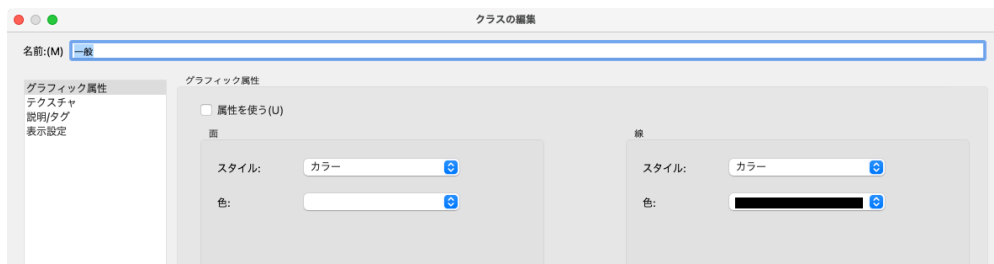 クラスの編集
名前:(M) 一般
グラフィック属性
テクスチャ
説明/タグ
表示設定
グラフィック属性
属性を使う(U)
面
スタイル: カラー
色:
線
スタイル: カラー
色: